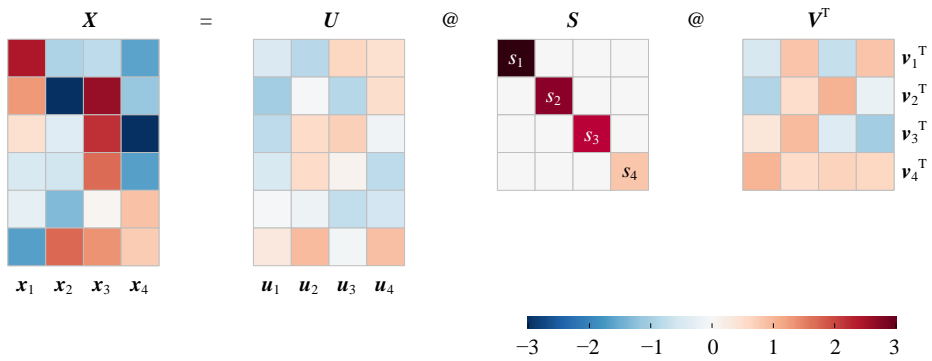 X = U @ S @ Vᵀ
s₁
v₁ᵀ
s₂
v₂ᵀ
s₃
v₃ᵀ
s₄
v₄ᵀ
x₁ x₂ x₃ x₄ u₁ u₂ u₃ u₄
−3 −2 −1 0 1 2 3